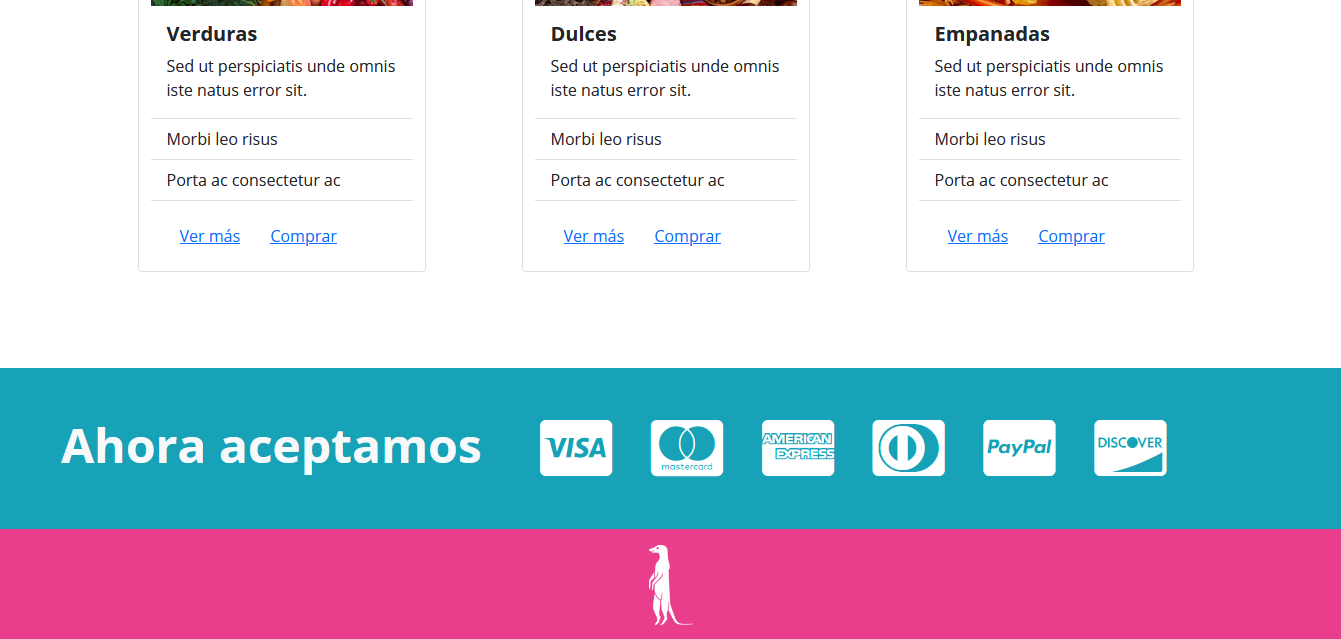 Verduras
Sed ut perspiciatis unde omnis
iste natus error sit.
Morbi leo risus
Porta ac consectetur ac
Ver más Comprar
Dulces
Sed ut perspiciatis unde omnis
iste natus error sit.
Morbi leo risus
Porta ac consectetur ac
Ver más Comprar
Empanadas
Sed ut perspiciatis unde omnis
iste natus error sit.
Morbi leo risus
Porta ac consectetur ac
Ver más Comprar
Ahora aceptamos
VISA
mastercard
AMERICAN
EXPRESS
PayPal
DISCOVER